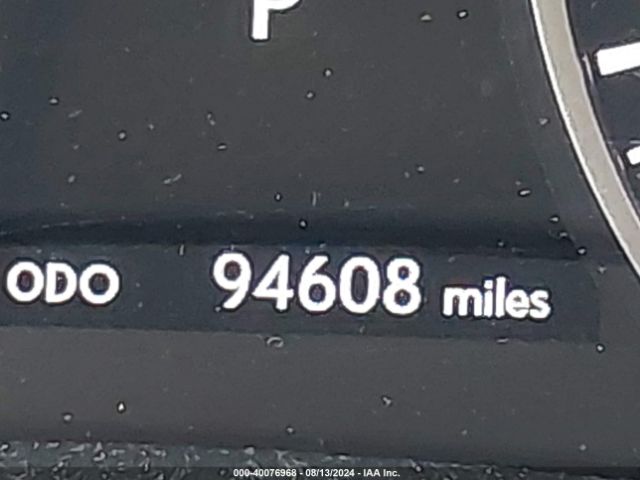 P
ODO 94608 miles
000-40076968 - 08/13/2024 - IAA Inc.